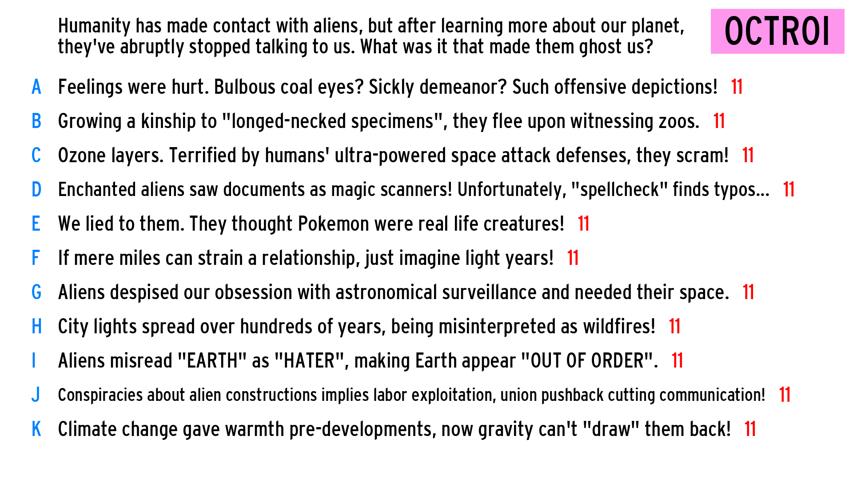 Humanity has made contact with aliens, but after learning more about our planet,
they've abruptly stopped talking to us. What was it that made them ghost us?
OCTROI
A Feelings were hurt. Bulbous coal eyes? Sickly demeanor? Such offensive depictions! 11
B Growing a kinship to "longed-necked specimens", they flee upon witnessing zoos. 11
C Ozone layers. Terrified by humans' ultra-powered space attack defenses, they scram! 11
D Enchanted aliens saw documents as magic scanners! Unfortunately, "spellcheck" finds typos... 11
E We lied to them. They thought Pokemon were real life creatures! 11
F If mere miles can strain a relationship, just imagine light years! 11
G Aliens despised our obsession with astronomical surveillance and needed their space. 11
H City lights spread over hundreds of years, being misinterpreted as wildfires! 11
I Aliens misread "EARTH" as "HATER", making Earth appear "OUT OF ORDER". 11
J Conspiracies about alien constructions implies labor exploitation, union pushback cutting communication! 11
K Climate change gave warmth pre-developments, now gravity can't "draw" them back! 11